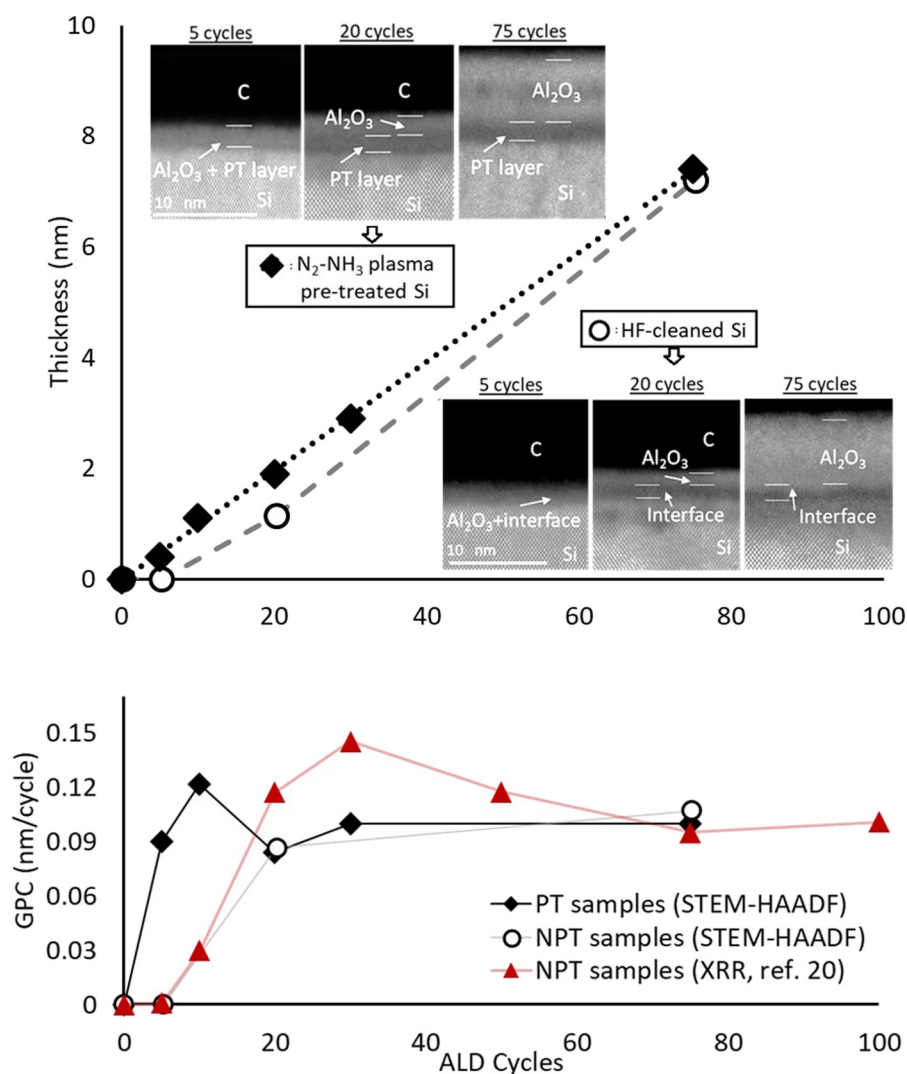 10
8
6
4
2
0
Thickness (nm)
5 cycles
20 cycles
75 cycles
C
Al₂O₃ + PT layer
Si
10 nm
C
Al₂O₃
PT layer
Si
Al₂O₃
PT layer
Si
◆ : N₂-NH₃ plasma
pre-treated Si
○ : HF-cleaned Si
5 cycles
20 cycles
75 cycles
C
Al₂O₃+interface
Si
10 nm
C
Al₂O₃
Interface
Si
Al₂O₃
Interface
Si
0 20 40 60 80 100
0.15
0.12
0.09
0.06
0.03
0
GPC (nm/cycle)
PT samples (STEM-HAADF)
NPT samples (STEM-HAADF)
NPT samples (XRR, ref. 20)
0 20 40 60 80 100
ALD Cycles